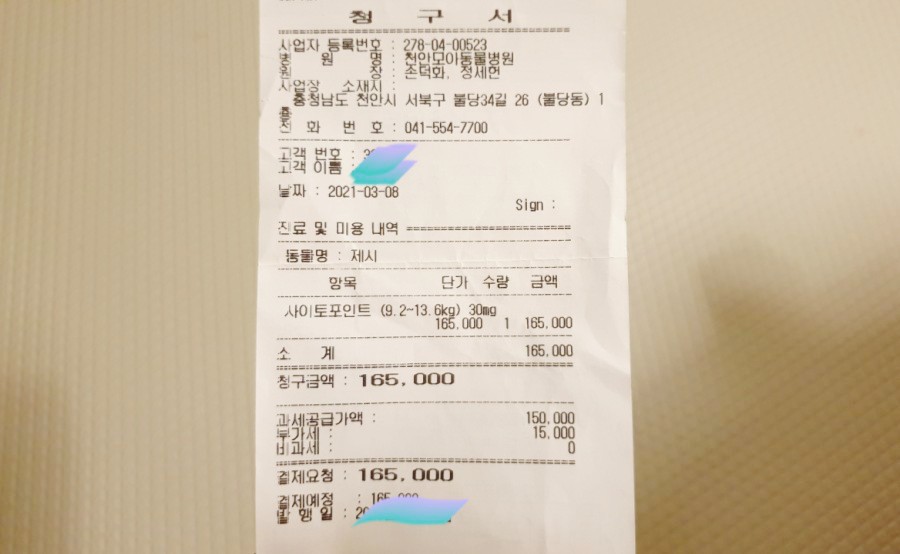 청 구 서
사업자 등록번호 : 278-04-00523
병 원 명 : 천안모아동물병원
원 장 : 손덕화, 정세헌
사업장 소재지 :
충청남도 천안시 서북구 불당34길 26 (불당동) 1
층
전 화 번 호 : 041-554-7700
고객 번호 :
고객 이름
날짜 : 2021-03-08
Sign :
진료 및 미용 내역 ========================
동물명 : 제시
항목 단가 수량 금액
사이토포인트 (9.2~13.6kg) 30mg
165,000 1 165,000
소 계 165,000
청구금액 : 165,000
과세공급가액 : 150,000
부가세 : 15,000
비과세 : 0
결제요청 : 165,000
결제예정 :
발 행 일 :